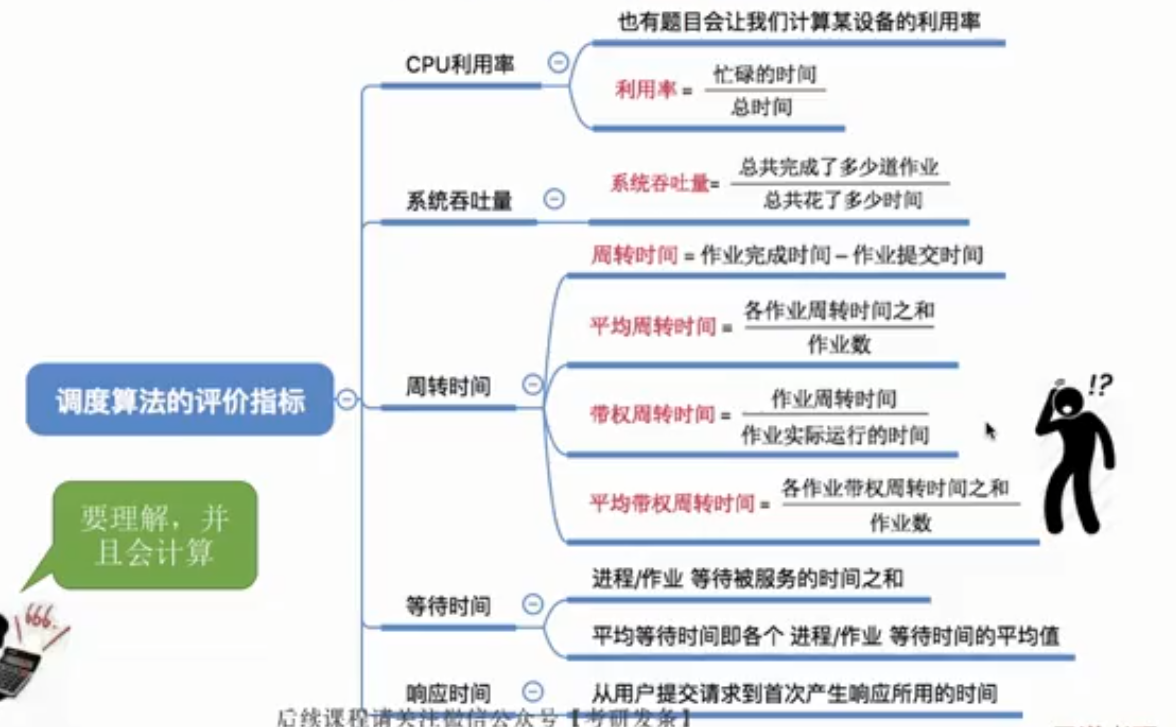 也有题目会让我们计算某设备的利用率
CPU利用率
利用率 = 忙碌的时间
总时间
系统吞吐量
系统吞吐量= 总共完成了多少道作业
总共花了多少时间
周转时间 = 作业完成时间 – 作业提交时间
平均周转时间 = 各作业周转时间之和
作业数
周转时间
调度算法的评价指标
带权周转时间 = 作业周转时间
作业实际运行的时间
平均带权周转时间 = 各作业带权周转时间之和
作业数
!?
要理解，并
且会计算
进程/作业 等待被服务的时间之和
等待时间
平均等待时间即各个 进程/作业 等待时间的平均值
666..
响应时间
从用户提交请求到首次产生响应所用的时间
后续课程请关注微信公众号【考研发条】